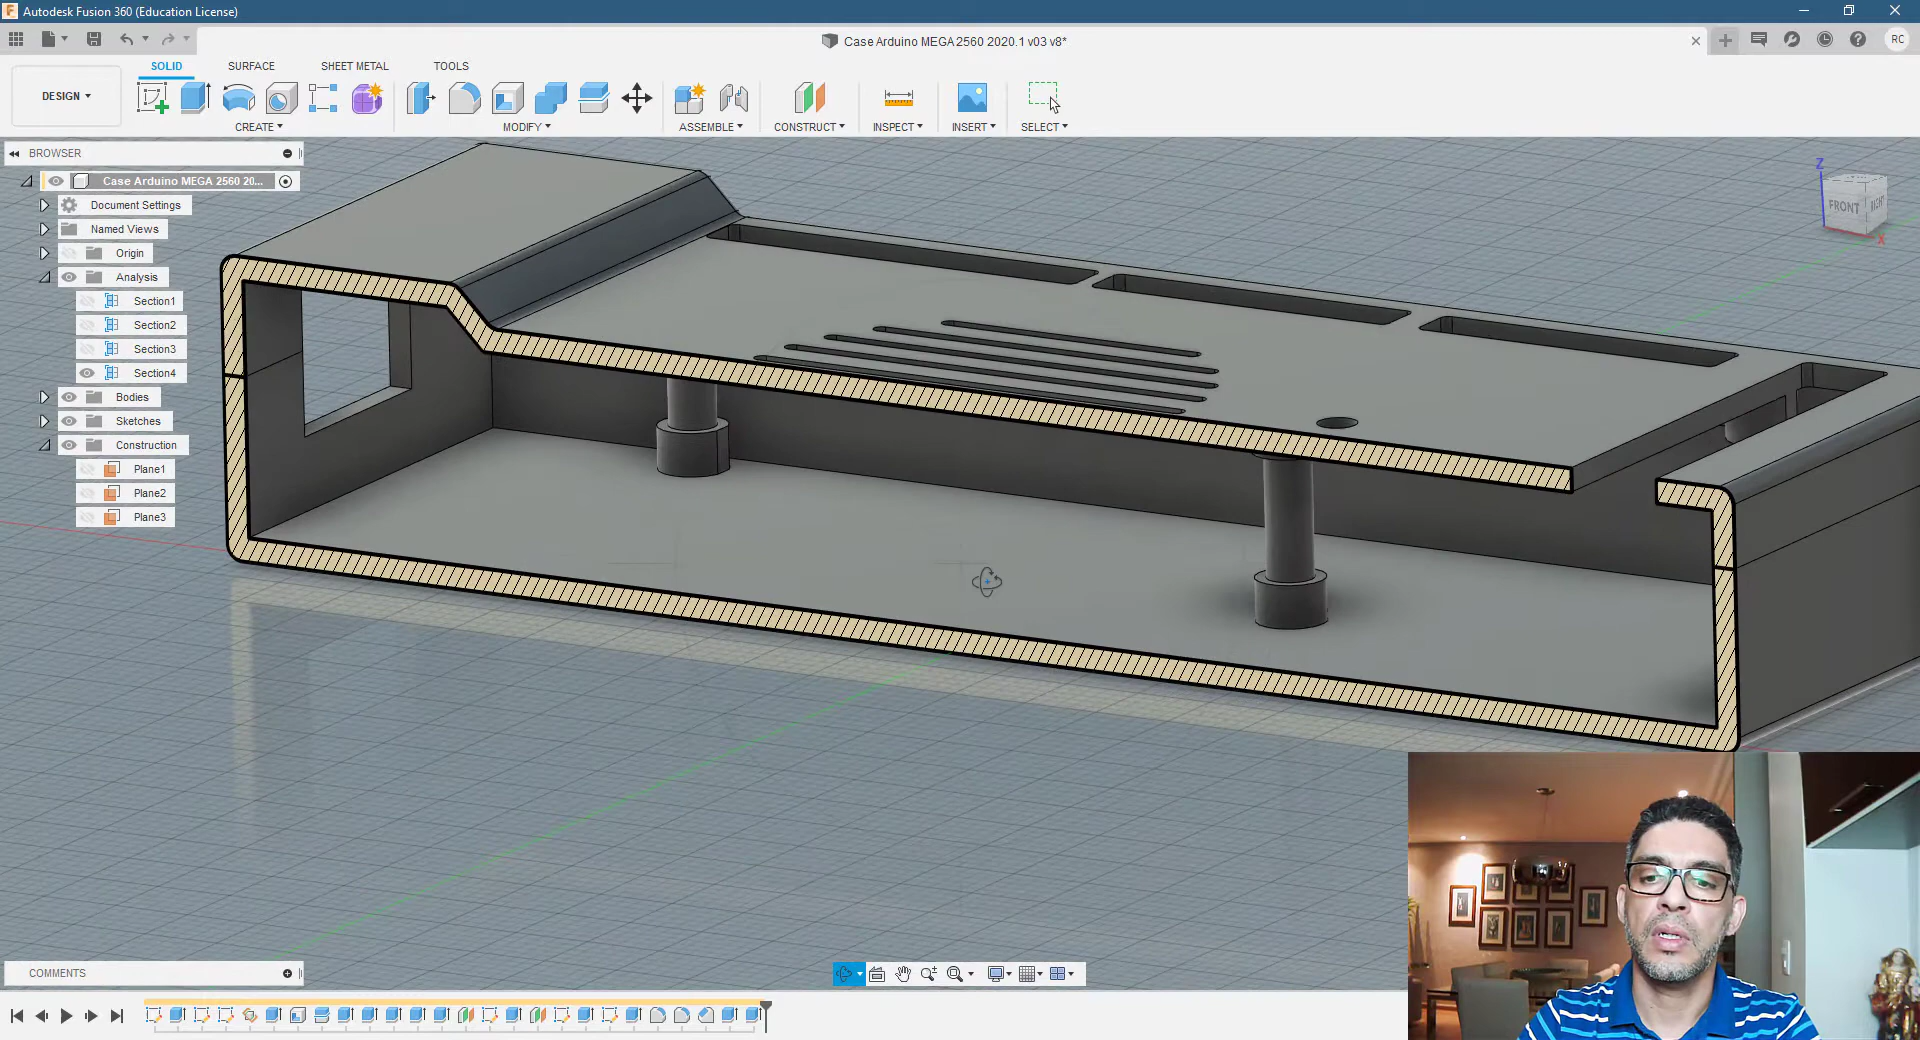 Autodesk Fusion 360 (Education License)
Case Arduino MEGA 2560 2020.1 v03 v8*
RC
DESIGN
SOLID
SURFACE
SHEET METAL
TOOLS
CREATE
MODIFY
ASSEMBLE
CONSTRUCT
INSPECT
INSERT
SELECT
BROWSER
Case Arduino MEGA 2560 20...
Document Settings
Named Views
Origin
Analysis
Section1
Section2
Section3
Section4
Bodies
Sketches
Construction
Plane1
Plane2
Plane3
Z
FRONT
RIGHT
X
COMMENTS